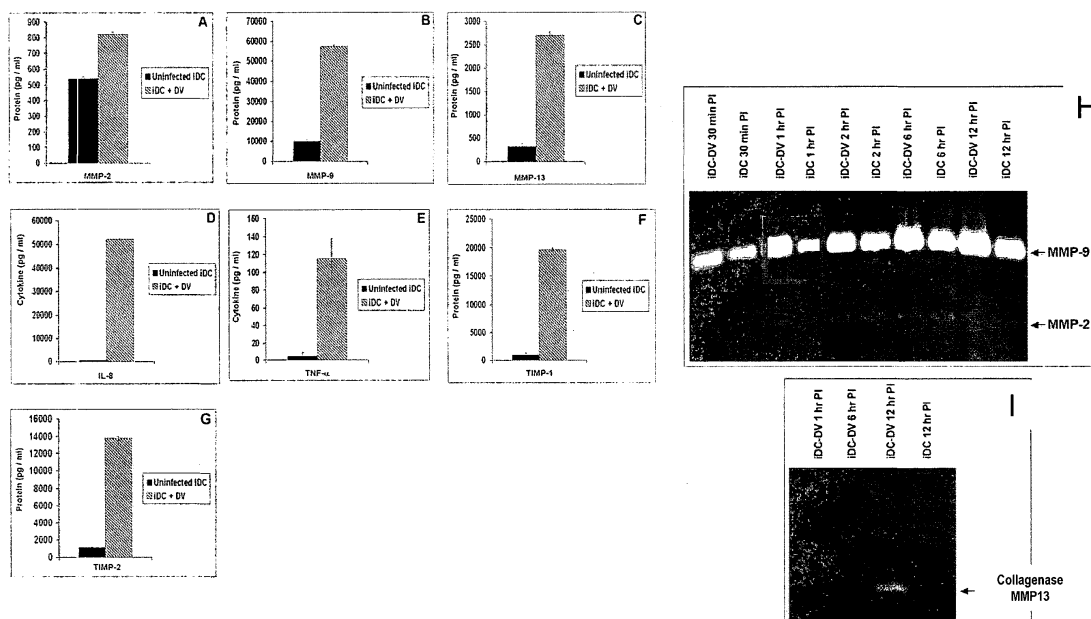 A
900
800
700
600
500
400
300
200
100
0
Protein (pg / ml)
Uninfected iDC
iDC + DV
MMP-2
B
70000
60000
50000
40000
30000
20000
10000
0
Protein (pg / ml)
Uninfected iDC
iDC + DV
MMP-9
C
3000
2500
2000
1500
1000
500
0
Protein (pg / ml)
Uninfected iDC
iDC + DV
MMP-13
D
60000
50000
40000
30000
20000
10000
0
Cytokine (pg / ml)
Uninfected iDC
iDC + DV
IL-8
E
160
140
120
100
80
60
40
20
0
Cytokine (pg / ml)
Uninfected iDC
iDC + DV
TNF-α
F
25000
20000
15000
10000
5000
0
Protein (pg / ml)
Uninfected iDC
iDC + DV
TIMP-1
G
16000
14000
12000
10000
8000
6000
4000
2000
0
Protein (pg / ml)
Uninfected iDC
iDC + DV
TIMP-2
iDC-DV 30 min PI
iDC 30 min PI
iDC-DV 1 hr PI
iDC 1 hr PI
iDC-DV 2 hr PI
iDC 2 hr PI
iDC-DV 6 hr PI
iDC 6 hr PI
iDC-DV 12 hr PI
iDC 12 hr PI
MMP-9
MMP-2
I
iDC-DV 1 hr PI
iDC-DV 6 hr PI
iDC-DV 12 hr PI
iDC 12 hr PI
Collagenase
MMP13